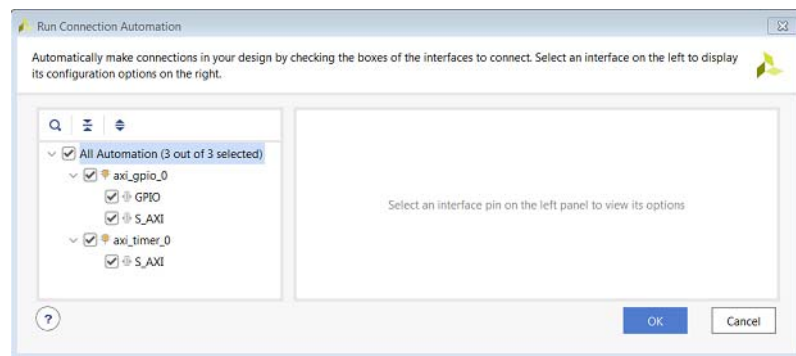 Run Connection Automation
Automatically make connections in your design by checking the boxes of the interfaces to connect. Select an interface on the left to display
its configuration options on the right.
All Automation (3 out of 3 selected)
axi_gpio_0
GPIO
S_AXI
axi_timer_0
S_AXI
Select an interface pin on the left panel to view its options
?
OK
Cancel